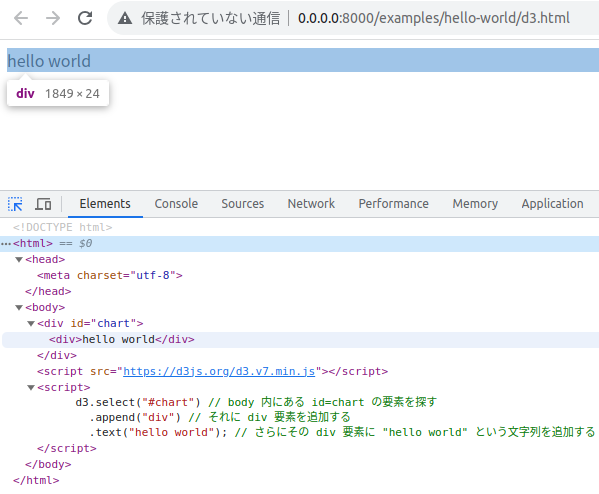 保護されていない通信 | 0.0.0.0:8000/examples/hello-world/d3.html
hello world
div 1849 × 24
Elements Console Sources Network Performance Memory Application
<!DOCTYPE html>
<html> == $0
<head>
<meta charset="utf-8">
</head>
<body>
<div id="chart">
<div>hello world</div>
</div>
<script src="https://d3js.org/d3.v7.min.js"></script>
<script>
d3.select("#chart") // body 内にある id=chart の要素を探す
.append("div") // それに div 要素を追加する
.text("hello world"); // さらにその div 要素に "hello world" という文字列を追加する
</script>
</body>
</html>